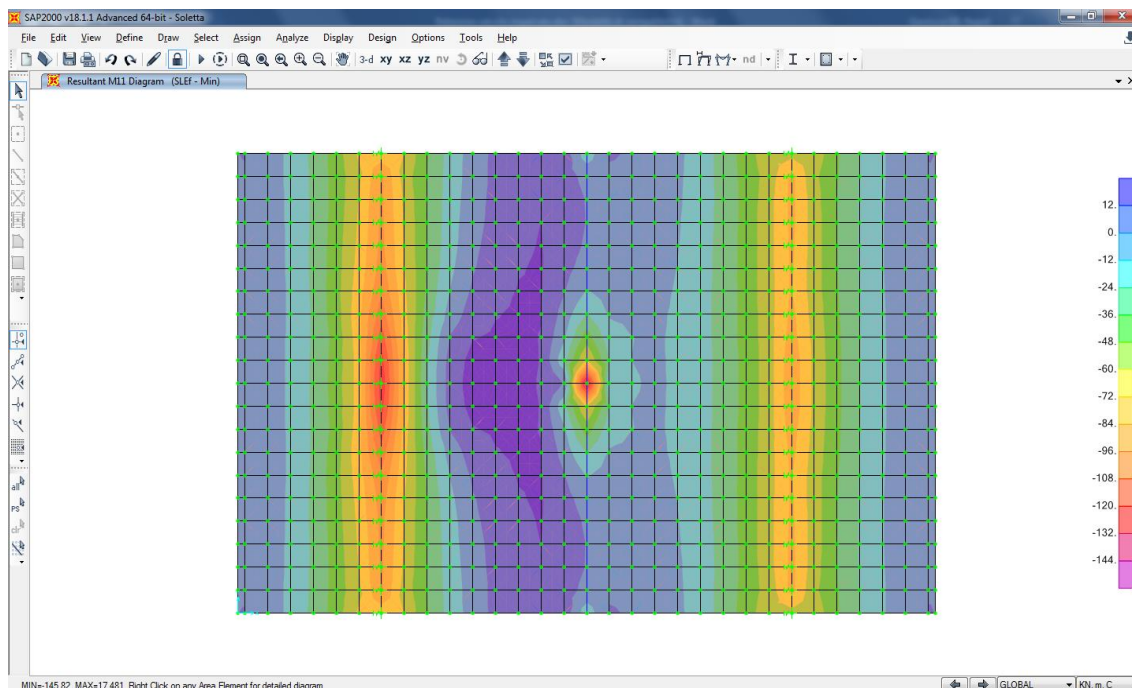 SAP2000 v18.1.1 Advanced 64-bit - Soletta
File Edit View Define Draw Select Assign Analyze Display Design Options Tools Help
3-d xy xz yz nv nd
Resultant M11 Diagram (SLEf - Min)
12.
0.
-12.
-24.
-36.
-48.
-60.
-72.
-84.
-96.
-108.
-120.
-132.
-144.
all
PS
clr
MIN=-145.82, MAX=17.481, Right Click on any Area Element for detailed diagram
GLOBAL
KN, m, C